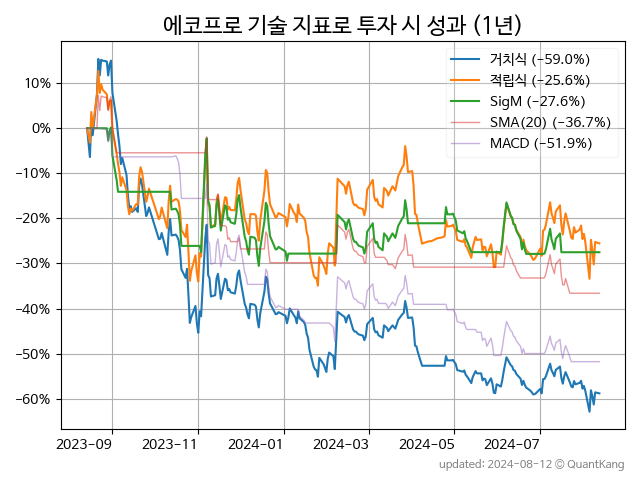 에코프로 기술 지표로 투자 시 성과 (1년)
거치식 (−59.0%)
적립식 (−25.6%)
SigM (−27.6%)
SMA(20) (−36.7%)
MACD (−51.9%)
10%
0%
−10%
−20%
−30%
−40%
−50%
−60%
2023-09 2023-11 2024-01 2024-03 2024-05 2024-07
updated: 2024-08-12 © QuantKang